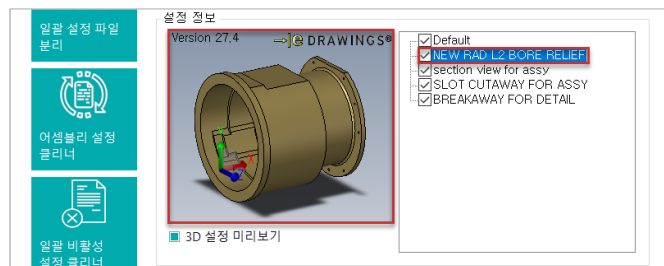 일괄 설정 파일
분리
어셈블리 설정
클리너
일괄 비활성
설정 클리너
설정 정보
Version 27,4
e DRAWINGS®
Default
NEW RAD L2 BORE RELIEF
section view for assy
SLOT CUTAWAY FOR ASSY
BREAKAWAY FOR DETAIL
3D 설정 미리보기